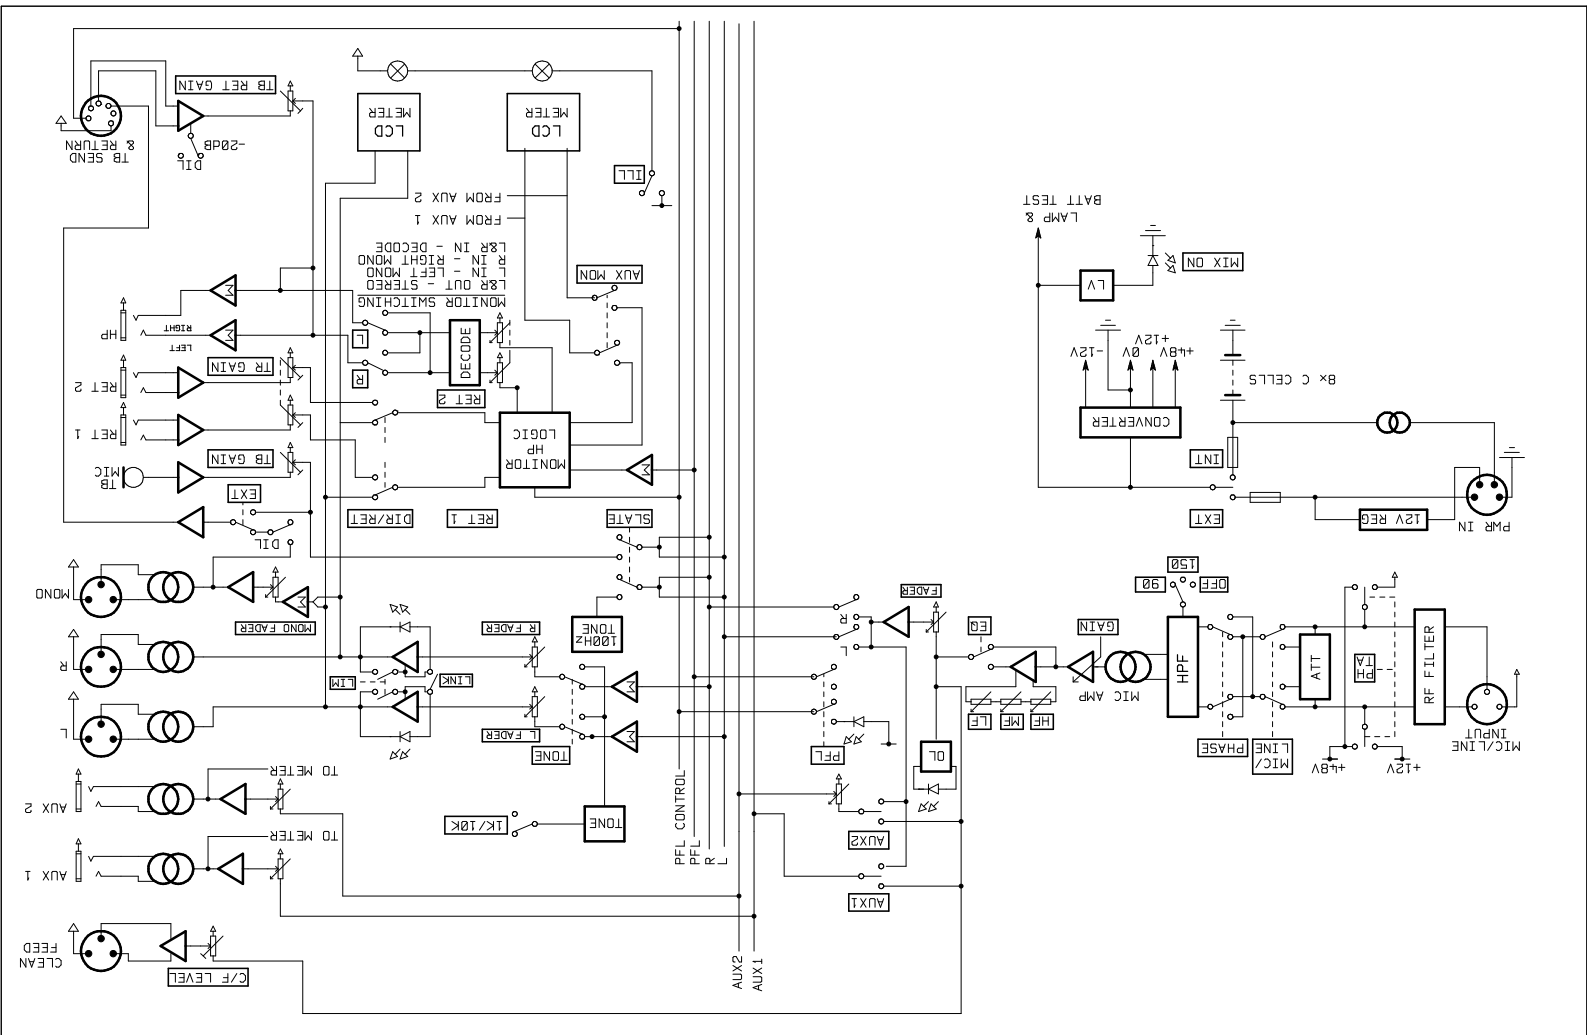 C/F LEVEL
CLEAN
FEED
AUX1
AUX2
AUX1
AUX2
TO METER
AUX 1
TO METER
AUX 2
MIC/LINE
INPUT
RF FILTER
+12V
+48V
PH
TA
ATT
MIC/
LINE
PHASE
HPF
90
150
OFF
MIC AMP
GAIN
HF
MF
LF
EQ
OL
FADER
PFL
L
R
PFL CONTROL
PFL
R
L
TONE
1K/10K
TONE
Σ
Σ
L FADER
R FADER
LINK
LIM
L
R
100Hz
TONE
MONO FADER
Σ
MONO
SLATE
PWR IN
12V REG
EXT
INT
8x C CELLS
CONVERTER
+48V
+12V
0V
-12V
LV
MIX ON
LAMP &
BATT TEST
DIL
EXT
TB
MIC
TB GAIN
RET 1
TR GAIN
RET 2
DIR/RET
RET 1
MONITOR
HP
LOGIC
Σ
RET 2
DECODE
R
L
LEFT
RIGHT
HP
Σ
Σ
AUX MON
MONITOR SWITCHING
L&R OUT - STEREO
L IN - LEFT MONO
R IN - RIGHT MONO
L&R IN - DECODE
FROM AUX 1
FROM AUX 2
ILL
LCD
METER
LCD
METER
DIL
-20dB
TB SEND
& RETURN
TB RET GAIN